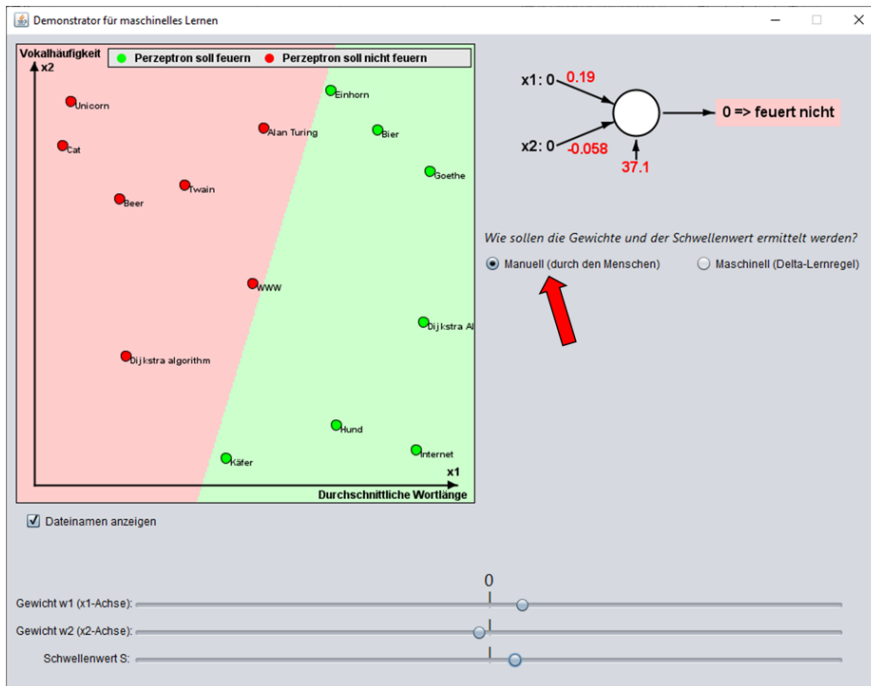 Demonstrator für maschinelles Lernen
Vokalhäufigkeit
x2
Perzeptron soll feuern
Perzeptron soll nicht feuern
Unicorn
Einhorn
Alan Turing
Bier
Cat
Goethe
Twain
Beer
WWW
Dijkstra Al
Dijkstra algorithm
Hund
Internet
Käfer
x1
Durchschnittliche Wortlänge
x1: 0
0.19
x2: 0
-0.058
37.1
0 => feuert nicht
Wie sollen die Gewichte und der Schwellenwert ermittelt werden?
Manuell (durch den Menschen)
Maschinell (Delta-Lernregel)
Dateinamen anzeigen
0
Gewicht w1 (x1-Achse):
Gewicht w2 (x2-Achse):
Schwellenwert S: